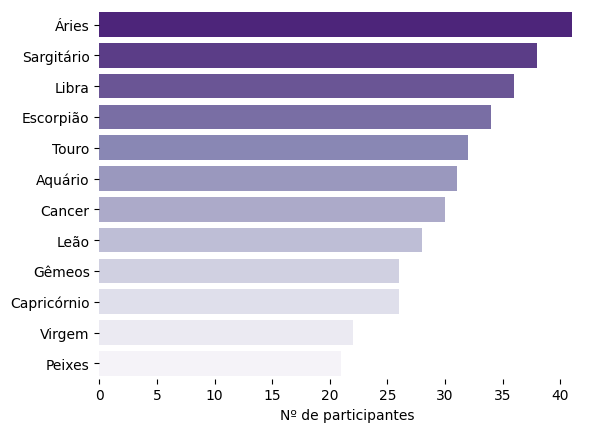 Áries
Sargitário
Libra
Escorpião
Touro
Aquário
Cancer
Leão
Gêmeos
Capricórnio
Virgem
Peixes
0 5 10 15 20 25 30 35 40
Nº de participantes